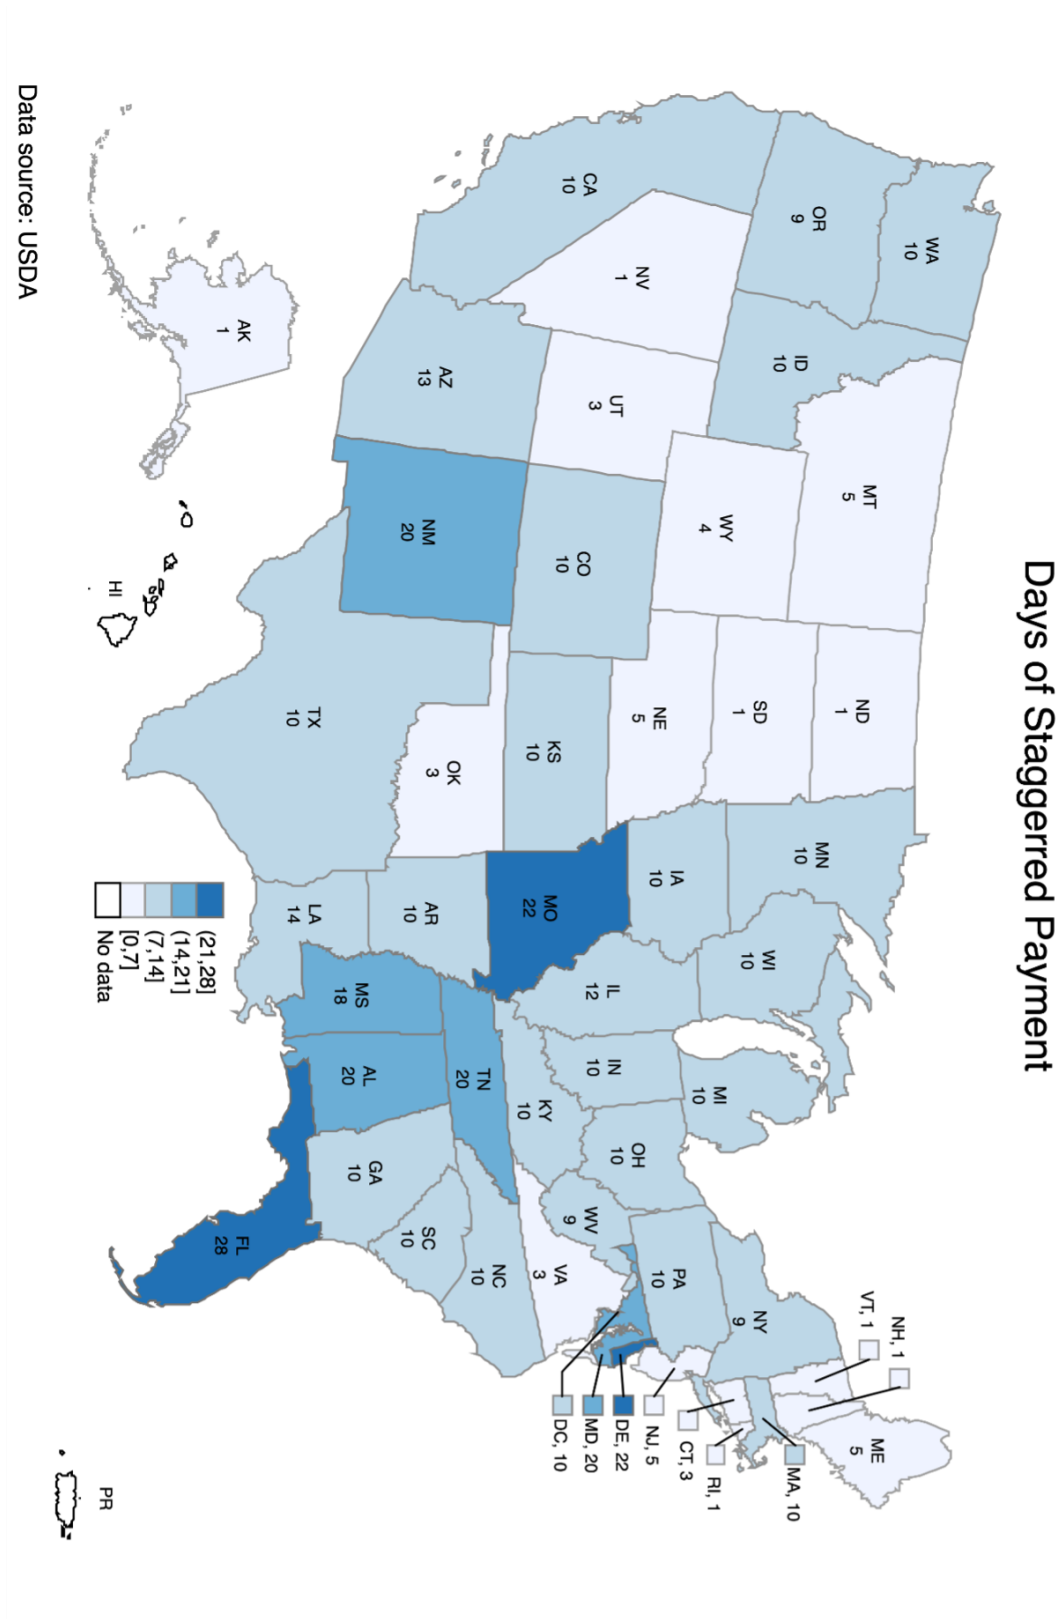 Days of Staggerred Payment
WA
10
OR
9
CA
10
NV
1
ID
10
MT
5
WY
4
UT
3
AZ
13
CO
10
NM
20
ND
1
SD
1
NE
5
KS
10
OK
3
TX
10
MN
10
IA
10
MO
22
AR
10
LA
14
WI
10
IL
12
MI
10
IN
10
OH
10
KY
10
TN
20
MS
18
AL
20
GA
10
FL
28
SC
10
NC
10
VA
3
WV
9
PA
10
NY
9
ME
5
VT, 1
NH, 1
MA, 10
RI, 1
CT, 3
NJ, 5
DE, 22
MD, 20
DC, 10
AK
1
HI
PR
(21,28]
(14,21]
(7,14]
[0,7]
No data
Data source: USDA